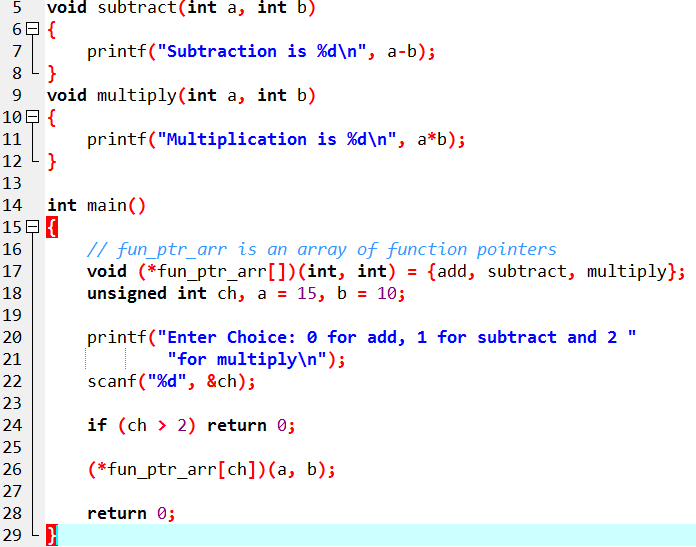 5 void subtract(int a, int b)
6 {
7 printf("Subtraction is %d\n", a-b);
8 }
9 void multiply(int a, int b)
10 {
11 printf("Multiplication is %d\n", a*b);
12 }
13
14 int main()
15 {
16 // fun_ptr_arr is an array of function pointers
17 void (*fun_ptr_arr[])(int, int) = {add, subtract, multiply};
18 unsigned int ch, a = 15, b = 10;
19
20 printf("Enter Choice: 0 for add, 1 for subtract and 2 "
21 "for multiply\n");
22 scanf("%d", &ch);
23
24 if (ch > 2) return 0;
25
26 (*fun_ptr_arr[ch])(a, b);
27
28 return 0;
29 }